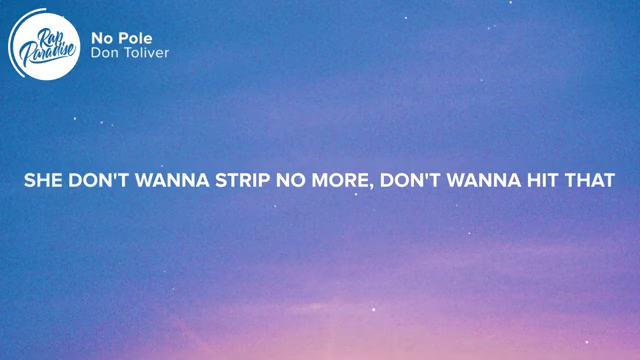 Rap
Paradise
No Pole
Don Toliver
SHE DON'T WANNA STRIP NO MORE, DON'T WANNA HIT THAT